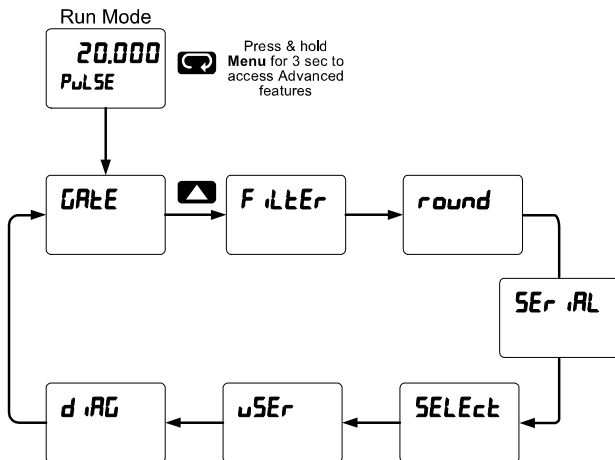 Run Mode
20.000
PuLSE
Press & hold
Menu for 3 sec to
access Advanced
features
GAtE
FiLtEr
round
SEriAL
diAG
uSEr
SELEct